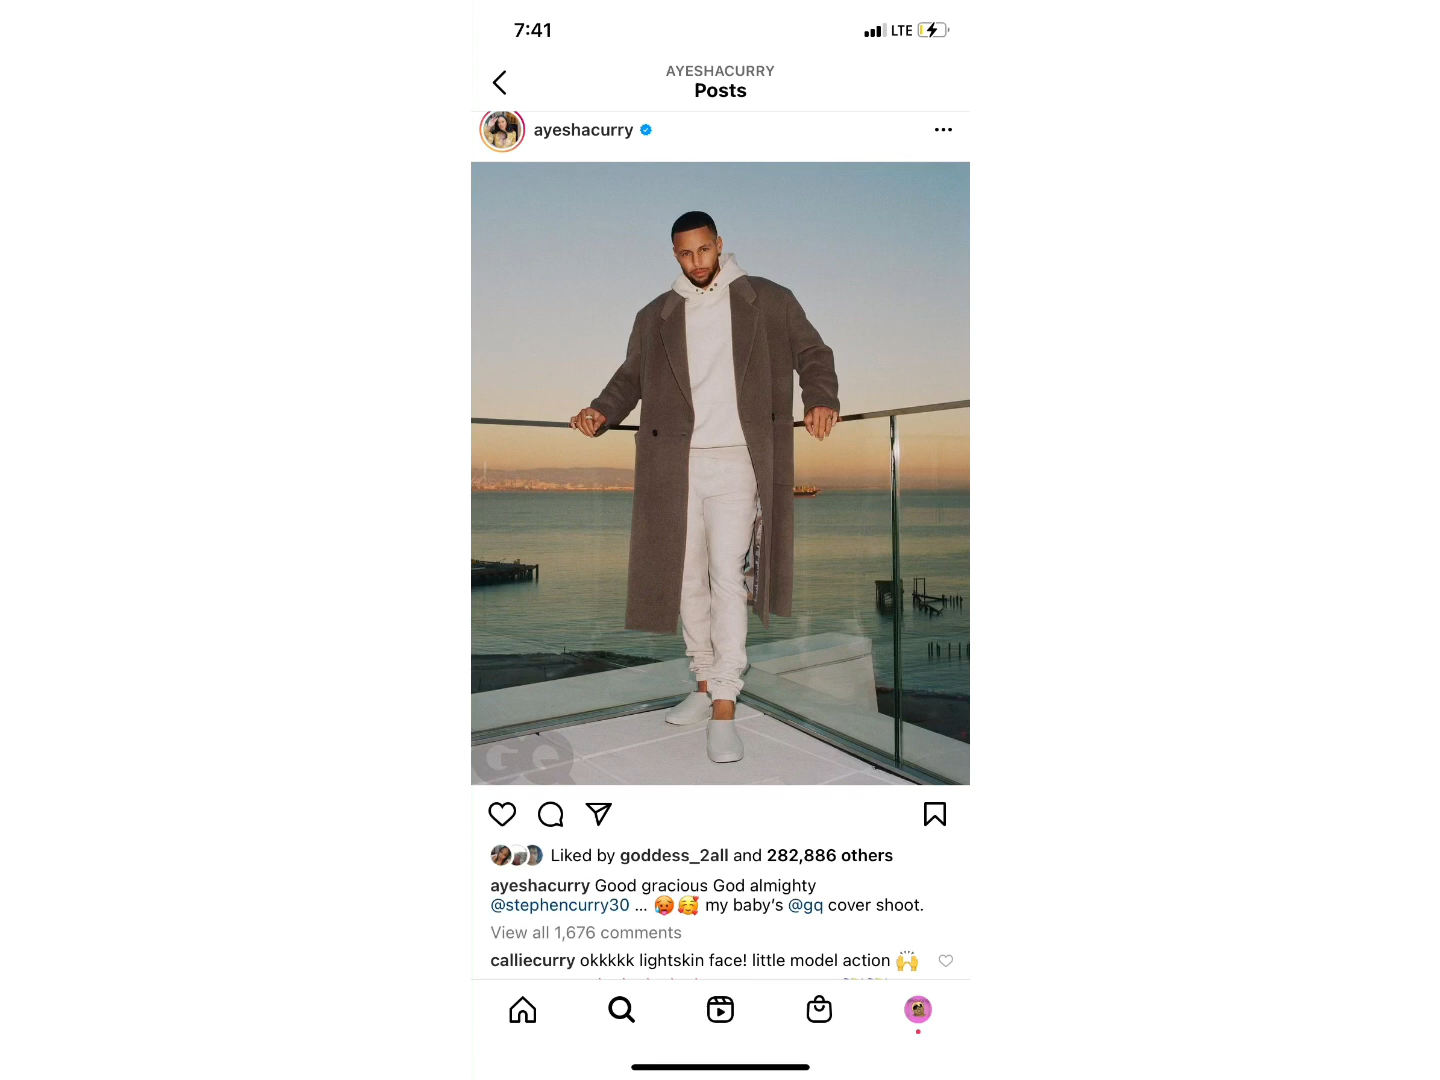 7:41
LTE
AYESHACURRY
Posts
ayeshacurry
GQ
Liked by goddess_2all and 282,886 others
ayeshacurry Good gracious God almighty
@stephencurry30 ... 🥵🥰 my baby’s @gq cover shoot.
View all 1,676 comments
calliecurry okkkkk lightskin face! little model action 🙌